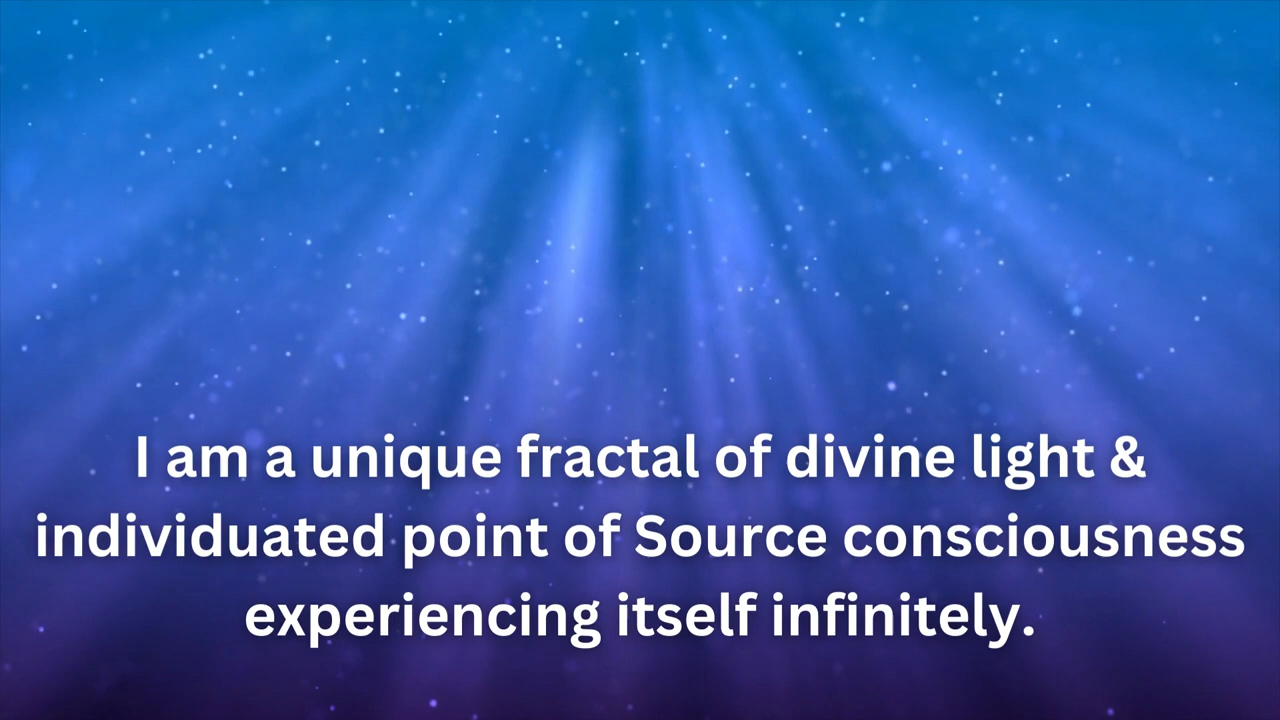 I am a unique fractal of divine light &
individuated point of Source consciousness
experiencing itself infinitely.